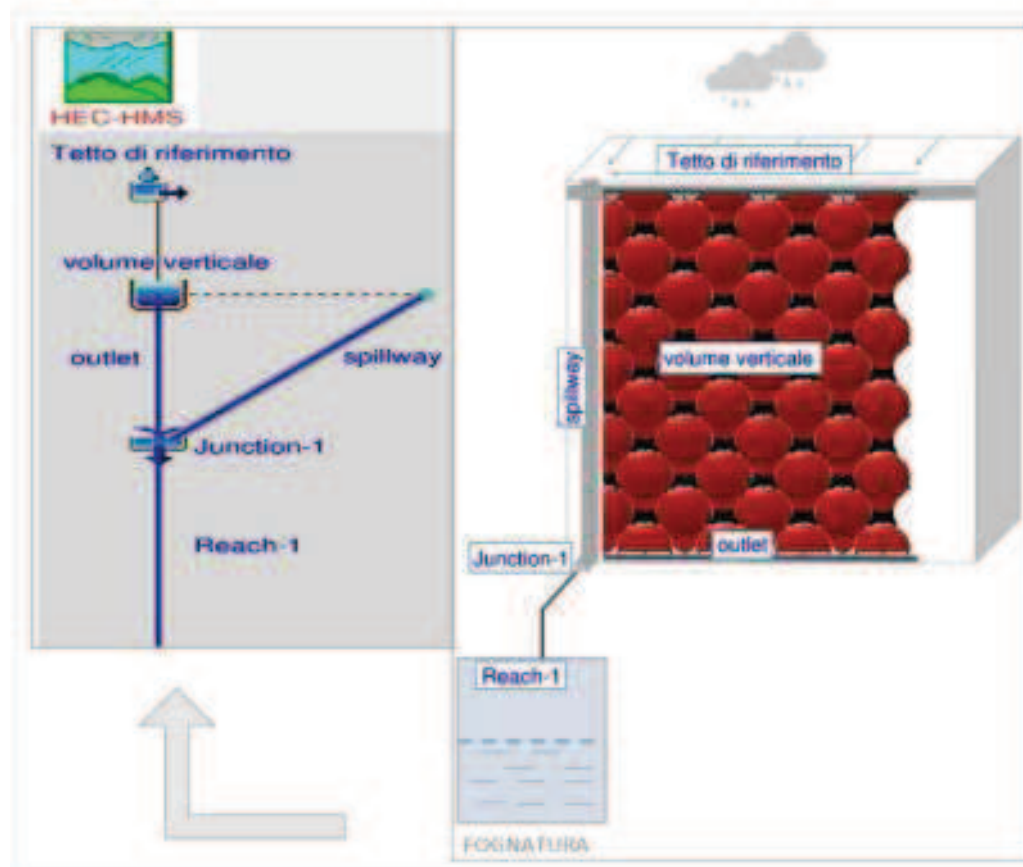 HEC-HMS
Tetto di riferimento
volume verticale
outlet
spillway
Junction-1
Reach-1
Tetto di riferimento
volume verticale
spillway
outlet
Junction-1
Reach-1
FOGNATURA